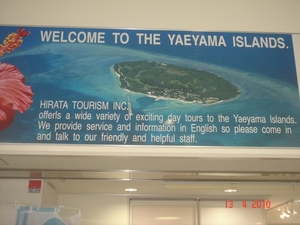 WELCOME TO THE YAEYAMA ISLANDS.
HIRATA TOURISM INC.
offerls a wide variety of exciting day tours to the Yaeyama Islands.
We provide service and information in English so please come in
and talk to our friendly and helpful staff.
13 4 2010